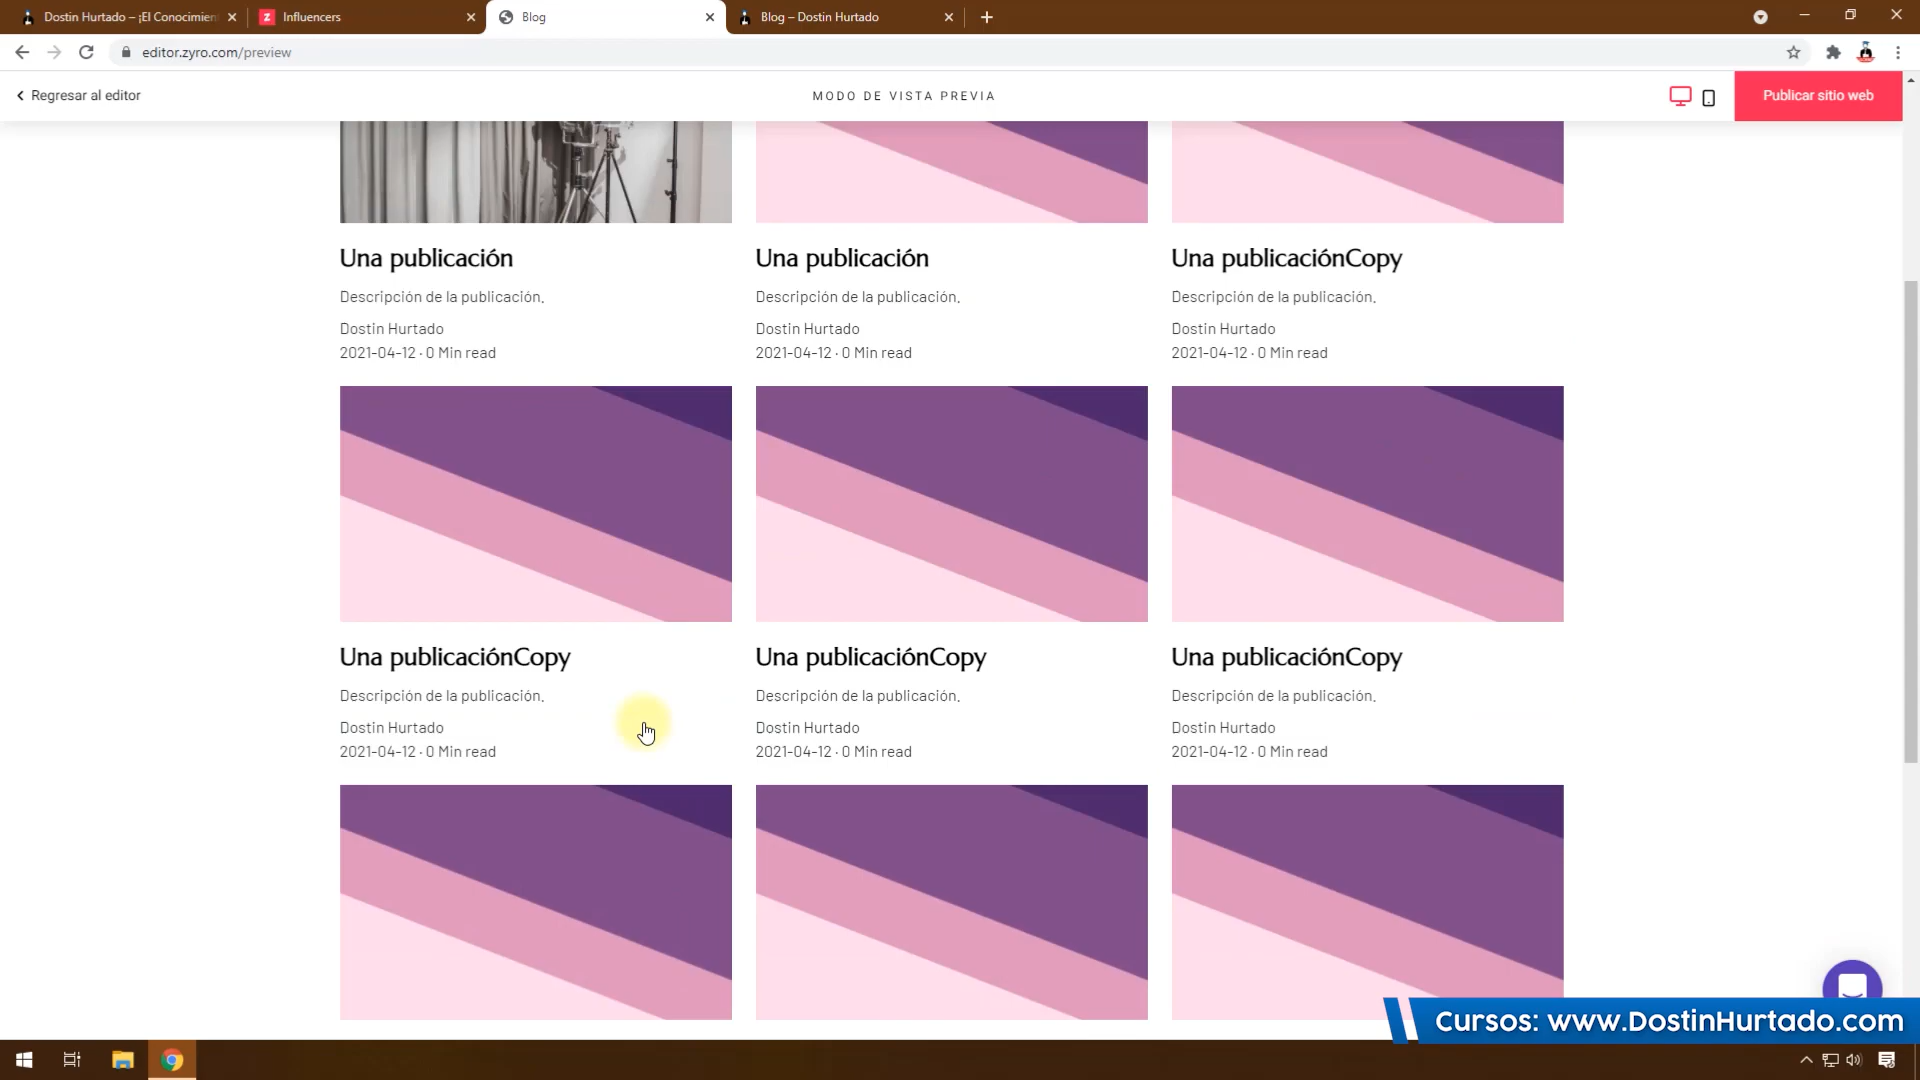 Dostin Hurtado – ¡El Conocimien
Influencers
Blog
Blog – Dostin Hurtado
editor.zyro.com/preview
Regresar al editor
MODO DE VISTA PREVIA
Publicar sitio web
Una publicación
Una publicación
Una publicaciónCopy
Descripción de la publicación.
Descripción de la publicación.
Descripción de la publicación.
Dostin Hurtado
Dostin Hurtado
Dostin Hurtado
2021-04-12 · 0 Min read
2021-04-12 · 0 Min read
2021-04-12 · 0 Min read
Una publicaciónCopy
Una publicaciónCopy
Una publicaciónCopy
Descripción de la publicación.
Descripción de la publicación.
Descripción de la publicación.
Dostin Hurtado
Dostin Hurtado
Dostin Hurtado
2021-04-12 · 0 Min read
2021-04-12 · 0 Min read
2021-04-12 · 0 Min read
Cursos: www.DostinHurtado.com